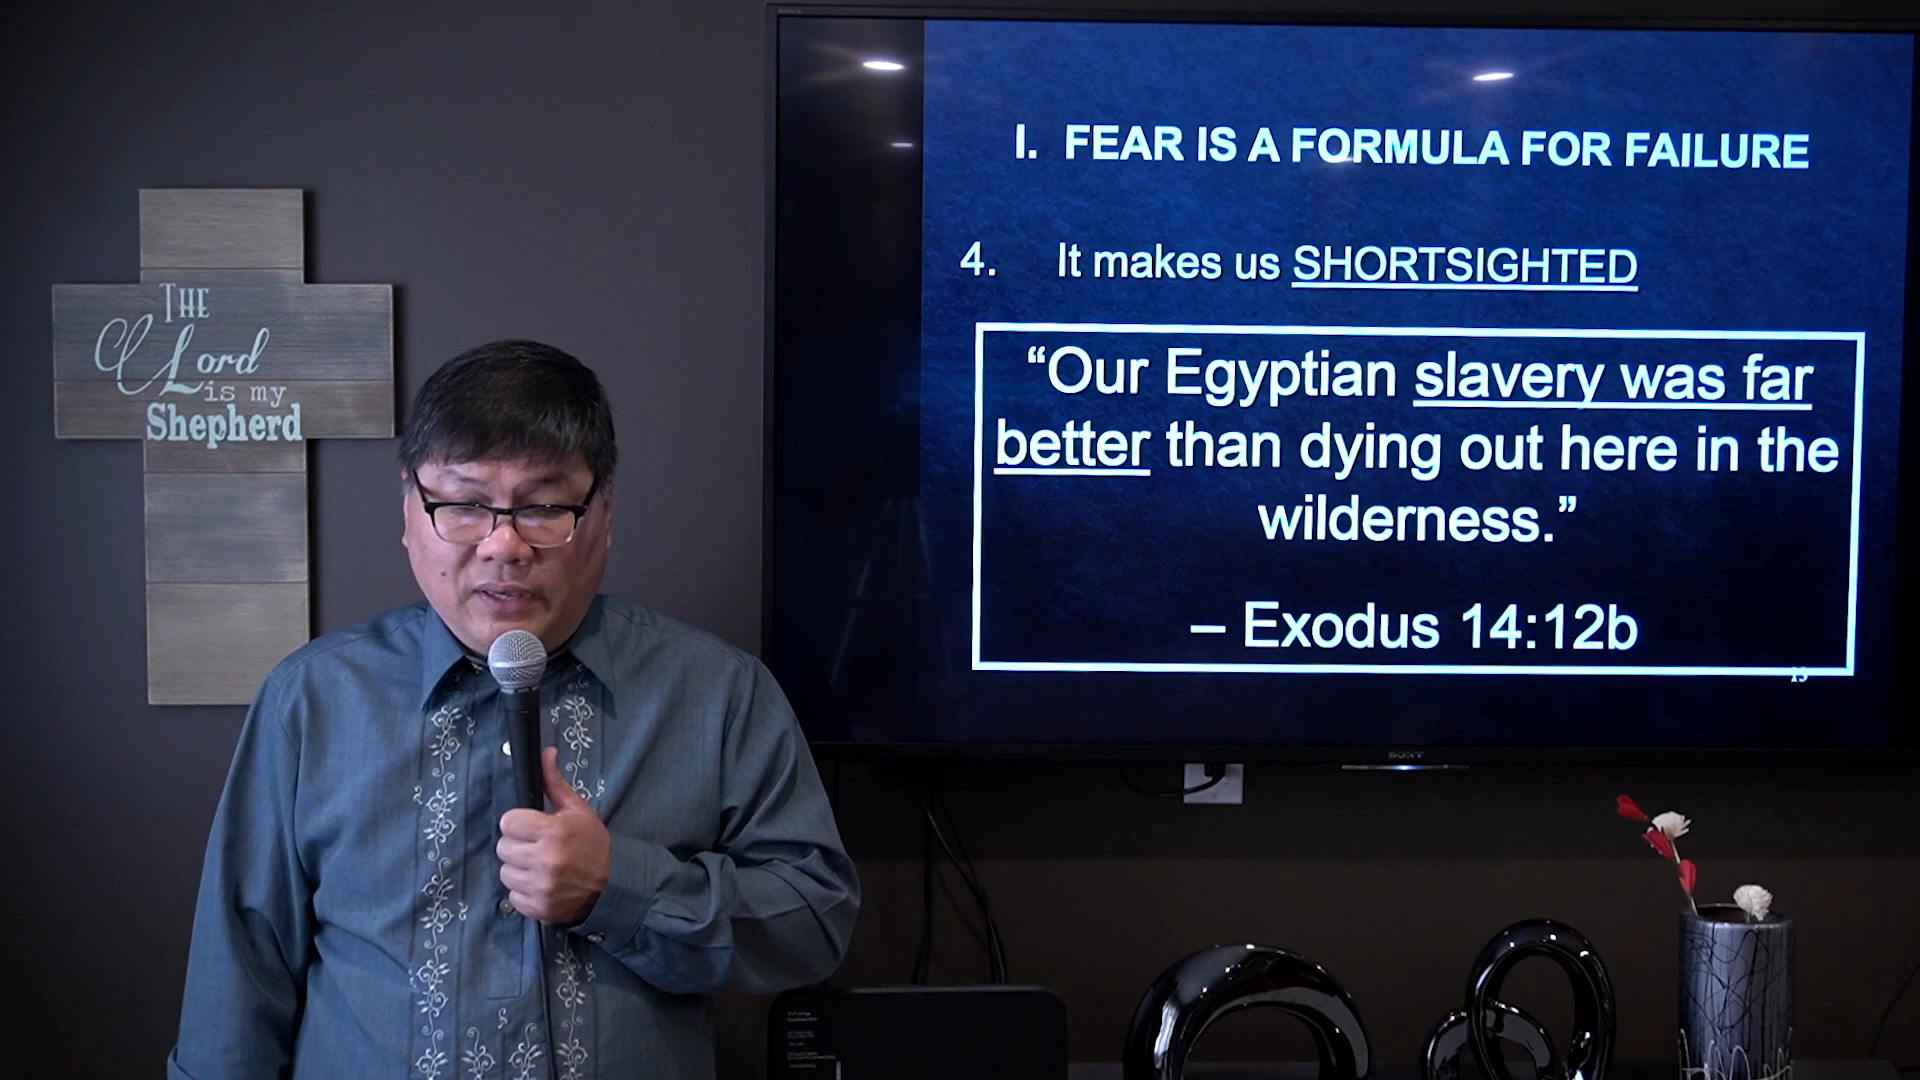 THE
Lord
is my
Shepherd
I. FEAR IS A FORMULA FOR FAILURE
4. It makes us SHORTSIGHTED
“Our Egyptian slavery was far
better than dying out here in the
wilderness.”
– Exodus 14:12b
SONY